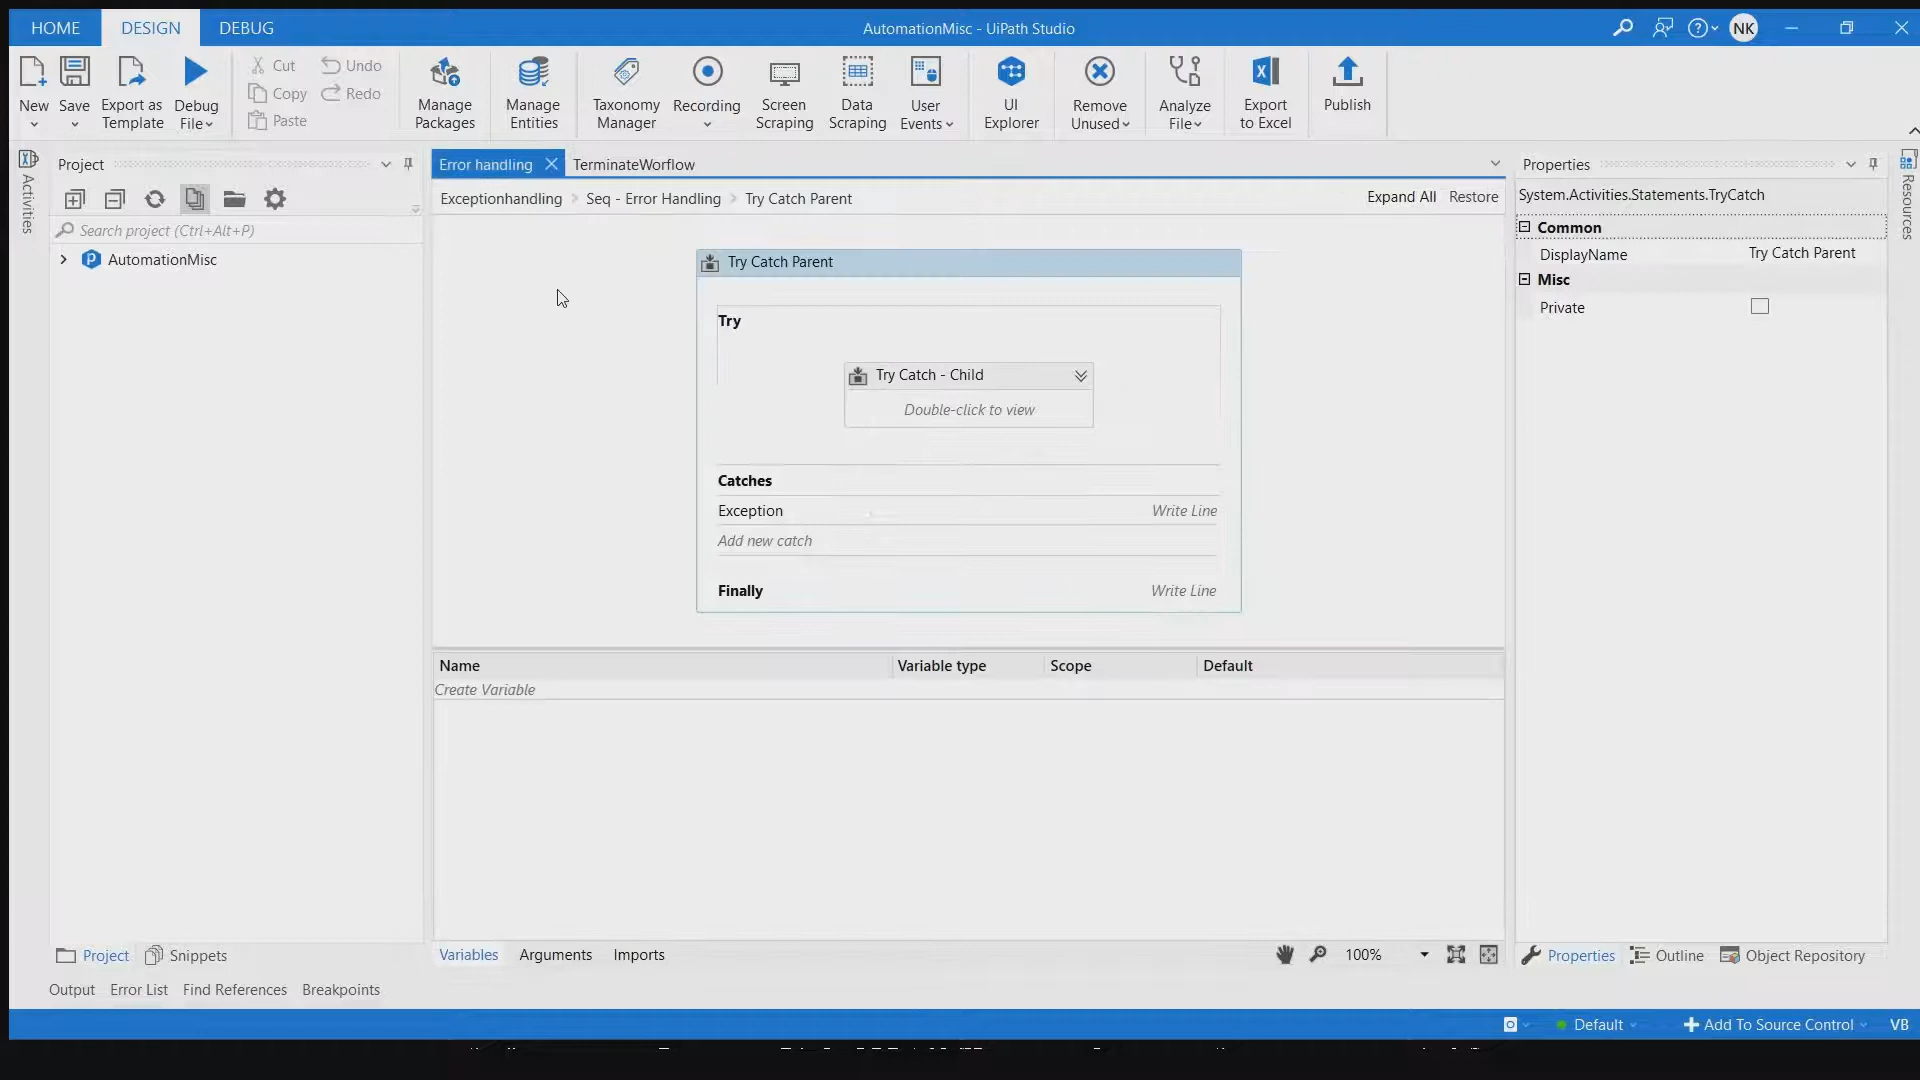 HOME DESIGN DEBUG AutomationMisc - UiPath Studio NK
New Save Export as Template Debug File Cut Copy Paste Undo Redo Manage Packages Manage Entities Taxonomy Manager Recording Screen Scraping Data Scraping User Events UI Explorer Remove Unused Analyze File Export to Excel Publish
Activities
Project
Search project (Ctrl+Alt+P)
AutomationMisc
Error handling TerminateWorflow
Exceptionhandling > Seq - Error Handling > Try Catch Parent Expand All Restore
Try Catch Parent
Try
Try Catch - Child
Double-click to view
Catches
Exception Write Line
Add new catch
Finally Write Line
Name Variable type Scope Default
Create Variable
Variables Arguments Imports 100%
Properties
System.Activities.Statements.TryCatch
Common
DisplayName Try Catch Parent
Misc
Private
Resources
Project Snippets
Properties Outline Object Repository
Output Error List Find References Breakpoints
Default Add To Source Control VB